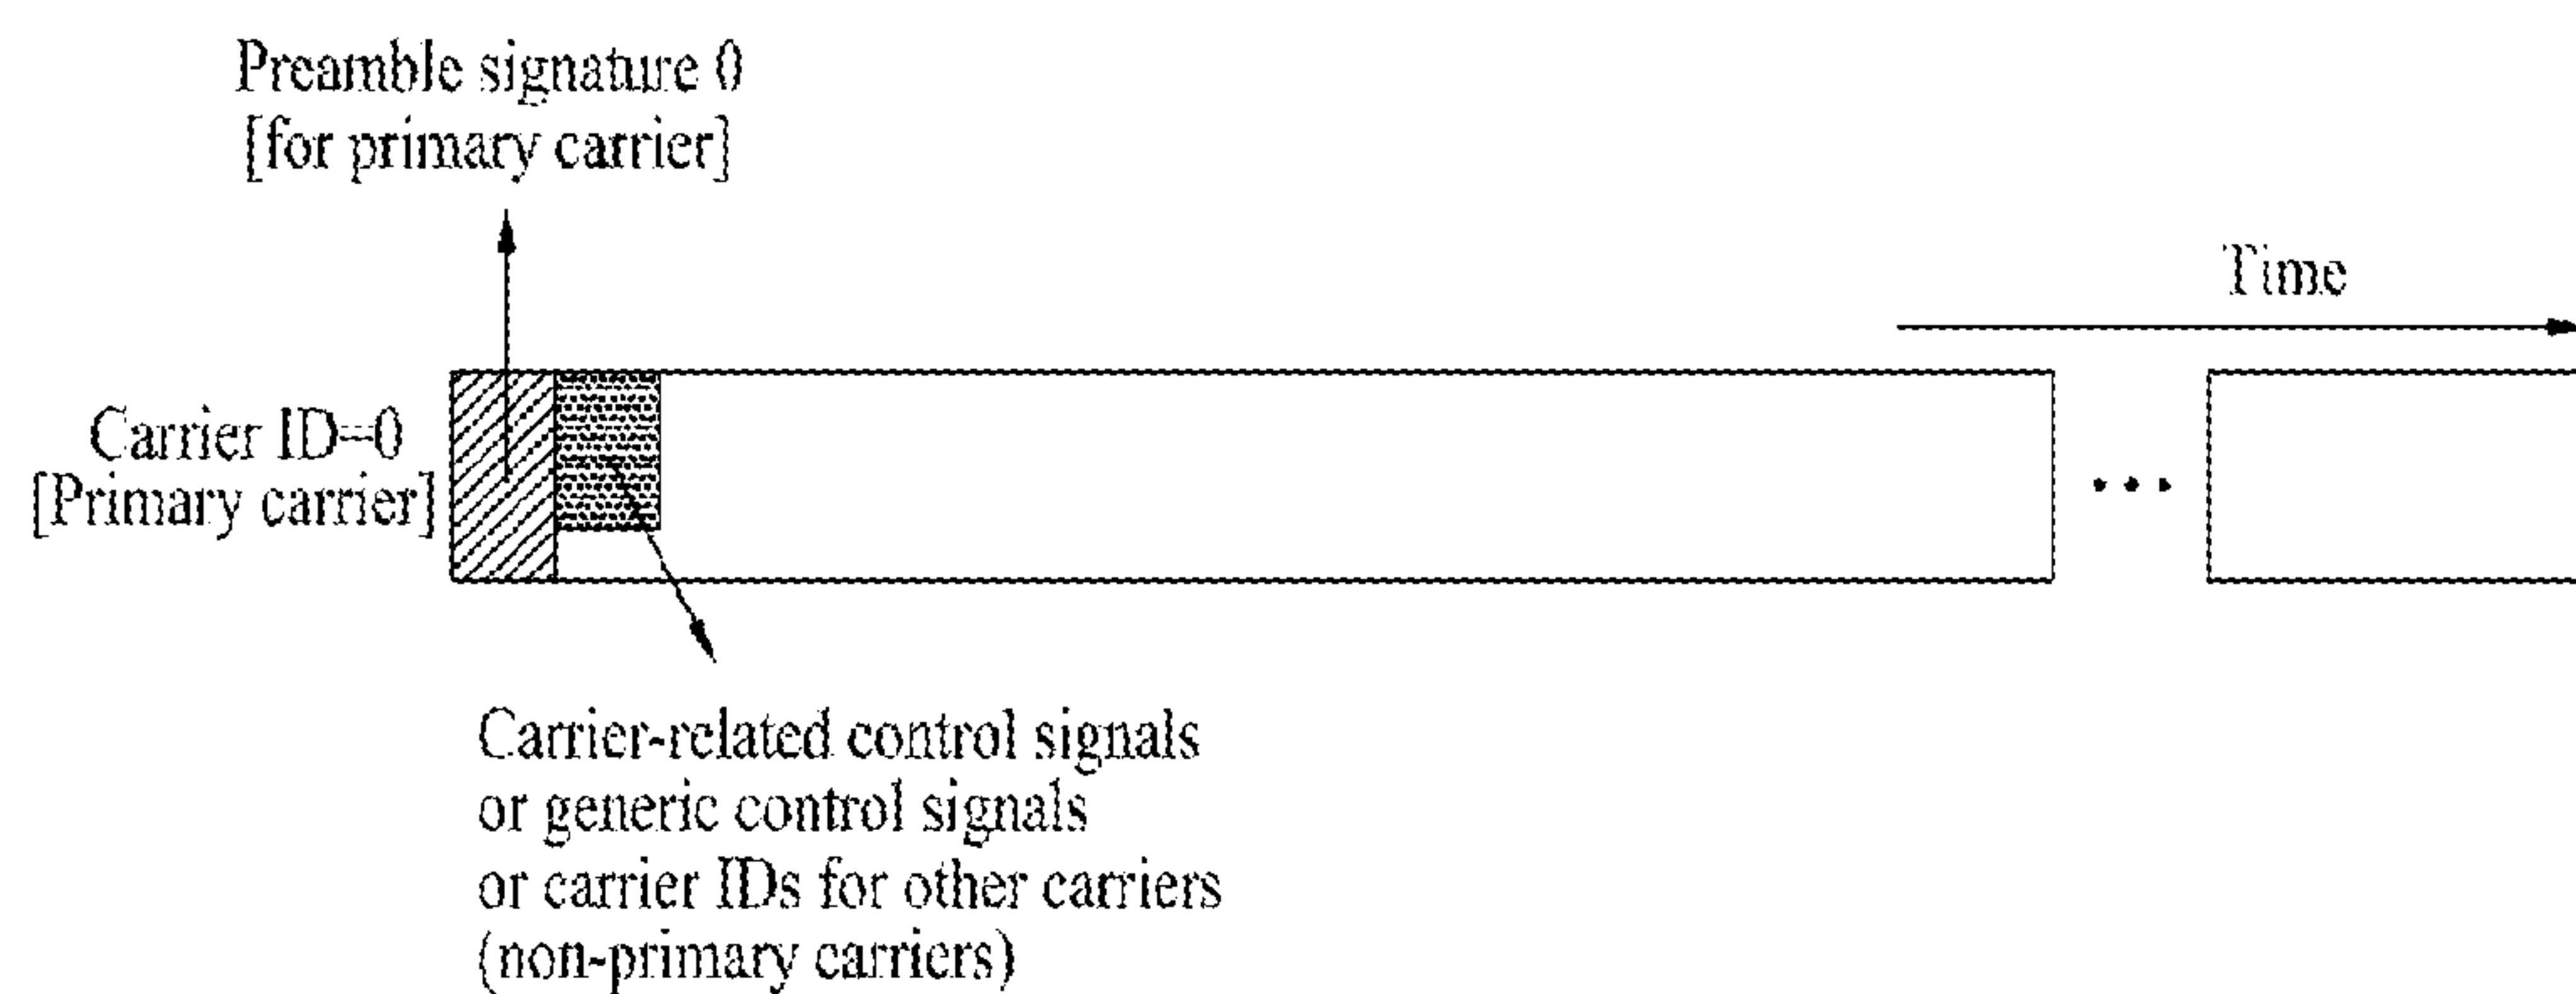 Preamble signature 0
[for primary carrier]
Time
Carrier ID=0
[Primary carrier]
Carrier-related control signals
or generic control signals
or carrier IDs for other carriers
(non-primary carriers)